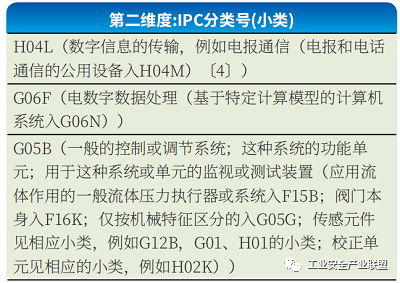 第二维度:IPC分类号(小类)
H04L（数字信息的传输，例如电报通信（电报和电话
通信的公用设备入H04M）〔4〕）
G06F（电数字数据处理（基于特定计算模型的计算机
系统入G06N））
G05B（一般的控制或调节系统；这种系统的功能单
元；用于这种系统或单元的监视或测试装置（应用流
体作用的一般流体压力执行器或系统入F15B；阀门本
身入F16K；仅按机械特征区分的入G05G；传感元件
见相应小类，例如G12B，G01、H01的小类；校正单
元见相应的小类，例如H02K））
工业安全产业联盟